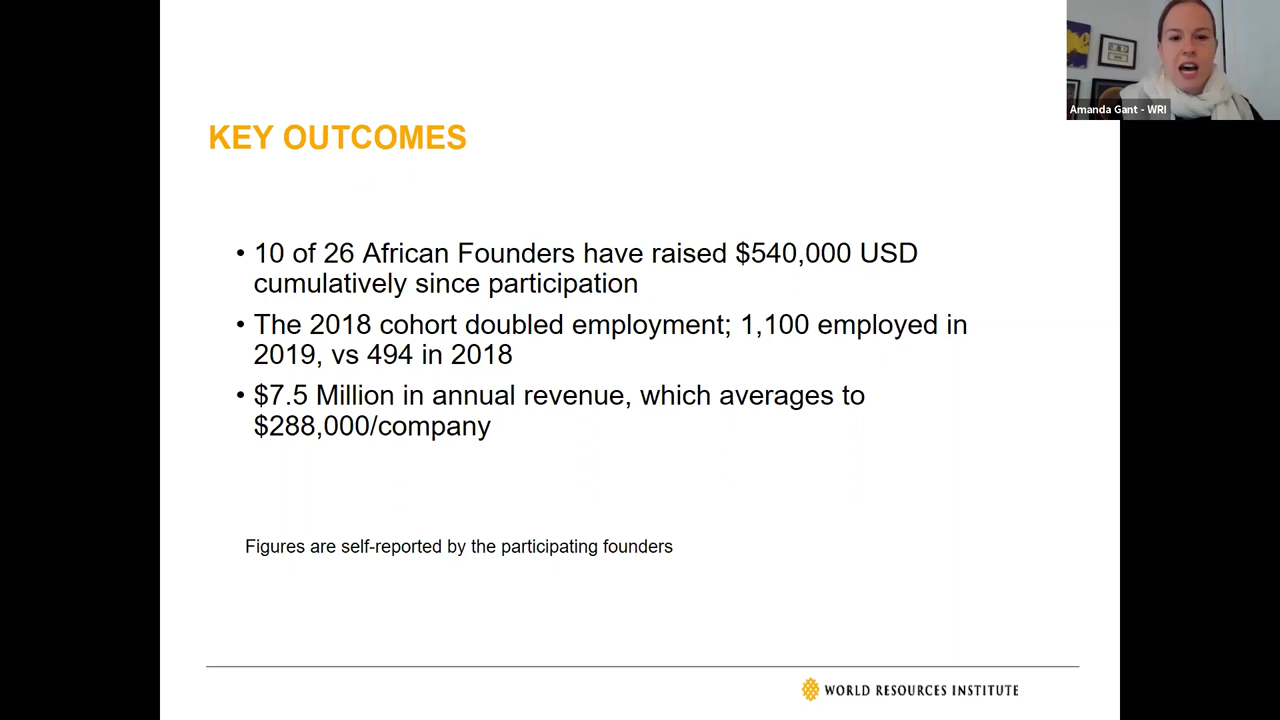 Amanda Gant - WRI
KEY OUTCOMES
• 10 of 26 African Founders have raised $540,000 USD
cumulatively since participation
• The 2018 cohort doubled employment; 1,100 employed in
2019, vs 494 in 2018
• $7.5 Million in annual revenue, which averages to
$288,000/company
Figures are self-reported by the participating founders
WORLD RESOURCES INSTITUTE